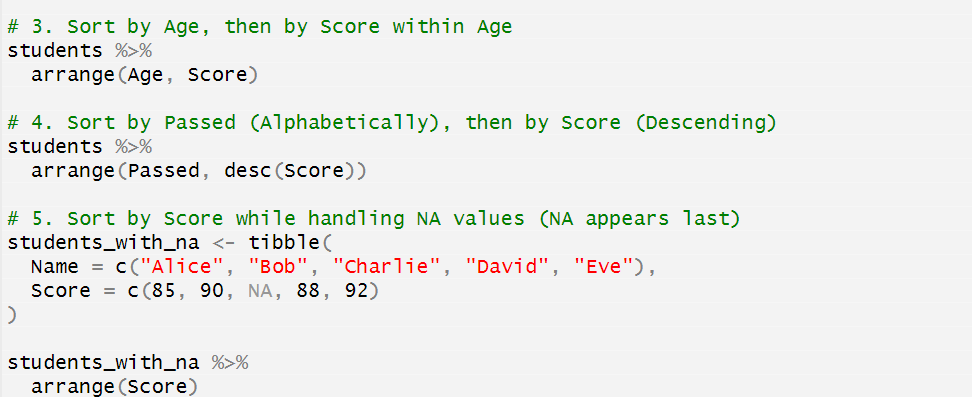 # 3. Sort by Age, then by Score within Age
students %>%
  arrange(Age, Score)
# 4. Sort by Passed (Alphabetically), then by Score (Descending)
students %>%
  arrange(Passed, desc(Score))
# 5. Sort by Score while handling NA values (NA appears last)
students_with_na <- tibble(
  Name = c("Alice", "Bob", "Charlie", "David", "Eve"),
  Score = c(85, 90, NA, 88, 92)
)
students_with_na %>%
  arrange(Score)